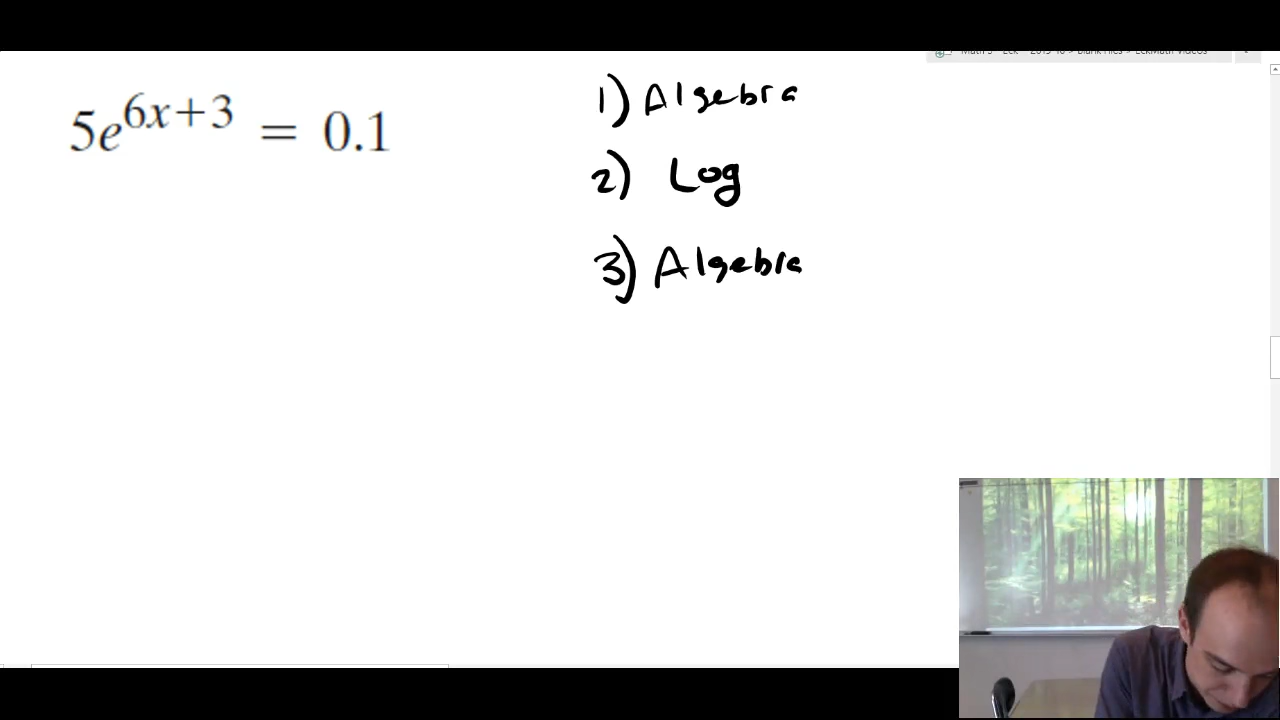 5e^{6x+3} = 0.1
1) Algebra
2) Log
3) Algebra